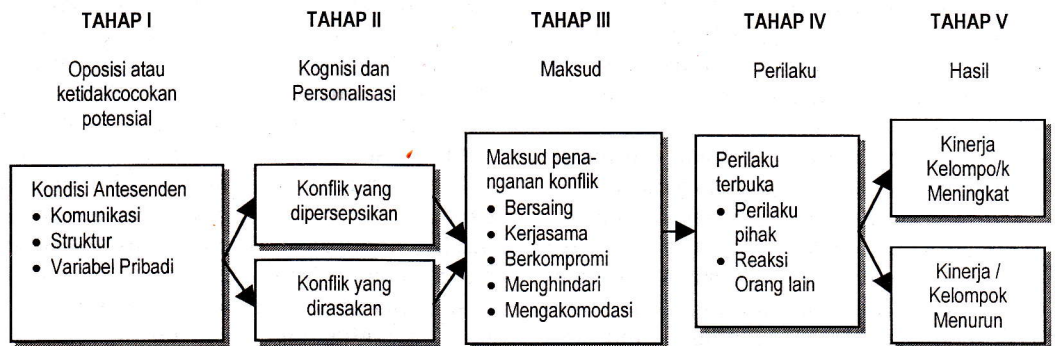 TAHAP I
TAHAP II
TAHAP III
TAHAP IV
TAHAP V
Oposisi atau
ketidakcocokan
potensial
Kognisi dan
Personalisasi
Maksud
Perilaku
Hasil
Kondisi Antesenden
● Komunikasi
● Struktur
● Variabel Pribadi
Konflik yang
dipersepsikan
Konflik yang
dirasakan
Maksud pena-
nganan konflik
● Bersaing
● Kerjasama
● Berkompromi
● Menghindari
● Mengakomodasi
Perilaku
terbuka
● Perilaku
pihak
● Reaksi
Orang lain
Kinerja
Kelompo/k
Meningkat
Kinerja /
Kelompok
Menurun